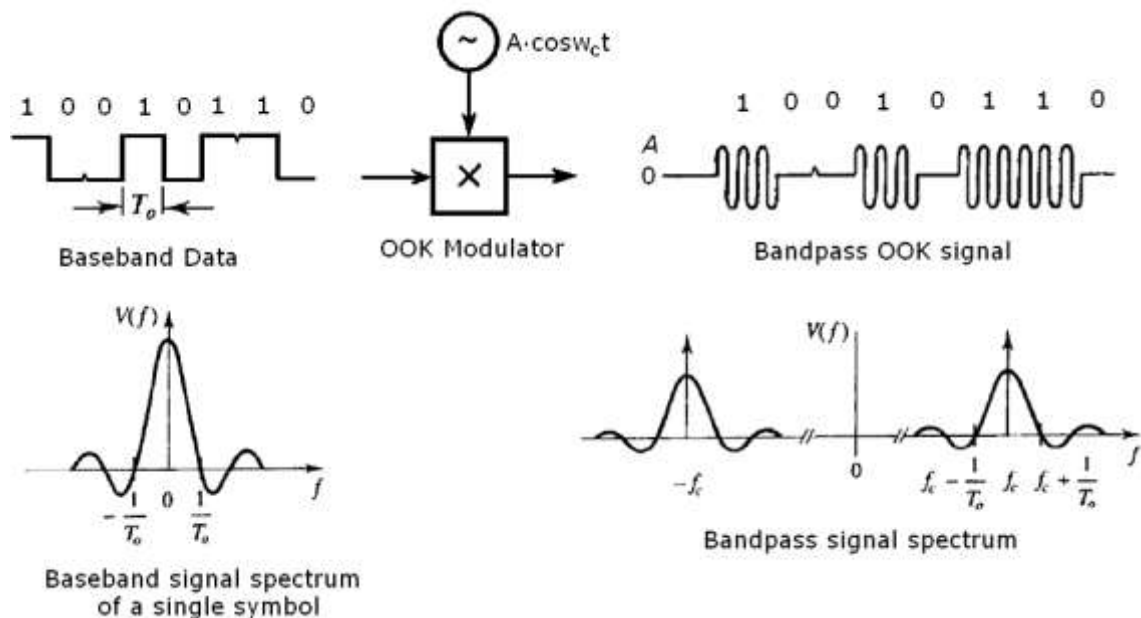 A·cosw_ct
1 0 0 1 0 1 1 0
T_o
Baseband Data
OOK Modulator
×
~
1 0 0 1 0 1 1 0
A
0
Bandpass OOK signal
V(f)
f
-1/T_o 0 1/T_o
Baseband signal spectrum
of a single symbol
V(f)
f
-f_c 0 f_c - 1/T_o f_c f_c + 1/T_o
Bandpass signal spectrum